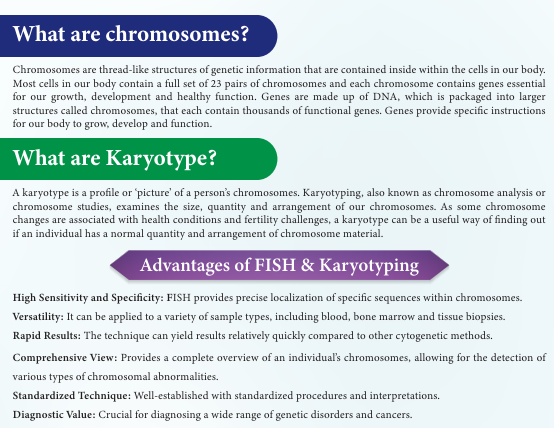 What are chromosomes?
Chromosomes are thread-like structures of genetic information that are contained inside within the cells in our body.
Most cells in our body contain a full set of 23 pairs of chromosomes and each chromosome contains genes essential
for our growth, development and healthy function. Genes are made up of DNA, which is packaged into larger
structures called chromosomes, that each contain thousands of functional genes. Genes provide specific instructions
for our body to grow, develop and function.
What are Karyotype?
A karyotype is a profile or ‘picture’ of a person’s chromosomes. Karyotyping, also known as chromosome analysis or
chromosome studies, examines the size, quantity and arrangement of our chromosomes. As some chromosome
changes are associated with health conditions and fertility challenges, a karyotype can be a useful way of finding out
if an individual has a normal quantity and arrangement of chromosome material.
Advantages of FISH & Karyotyping
High Sensitivity and Specificity: FISH provides precise localization of specific sequences within chromosomes.
Versatility: It can be applied to a variety of sample types, including blood, bone marrow and tissue biopsies.
Rapid Results: The technique can yield results relatively quickly compared to other cytogenetic methods.
Comprehensive View: Provides a complete overview of an individual’s chromosomes, allowing for the detection of
various types of chromosomal abnormalities.
Standardized Technique: Well-established with standardized procedures and interpretations.
Diagnostic Value: Crucial for diagnosing a wide range of genetic disorders and cancers.